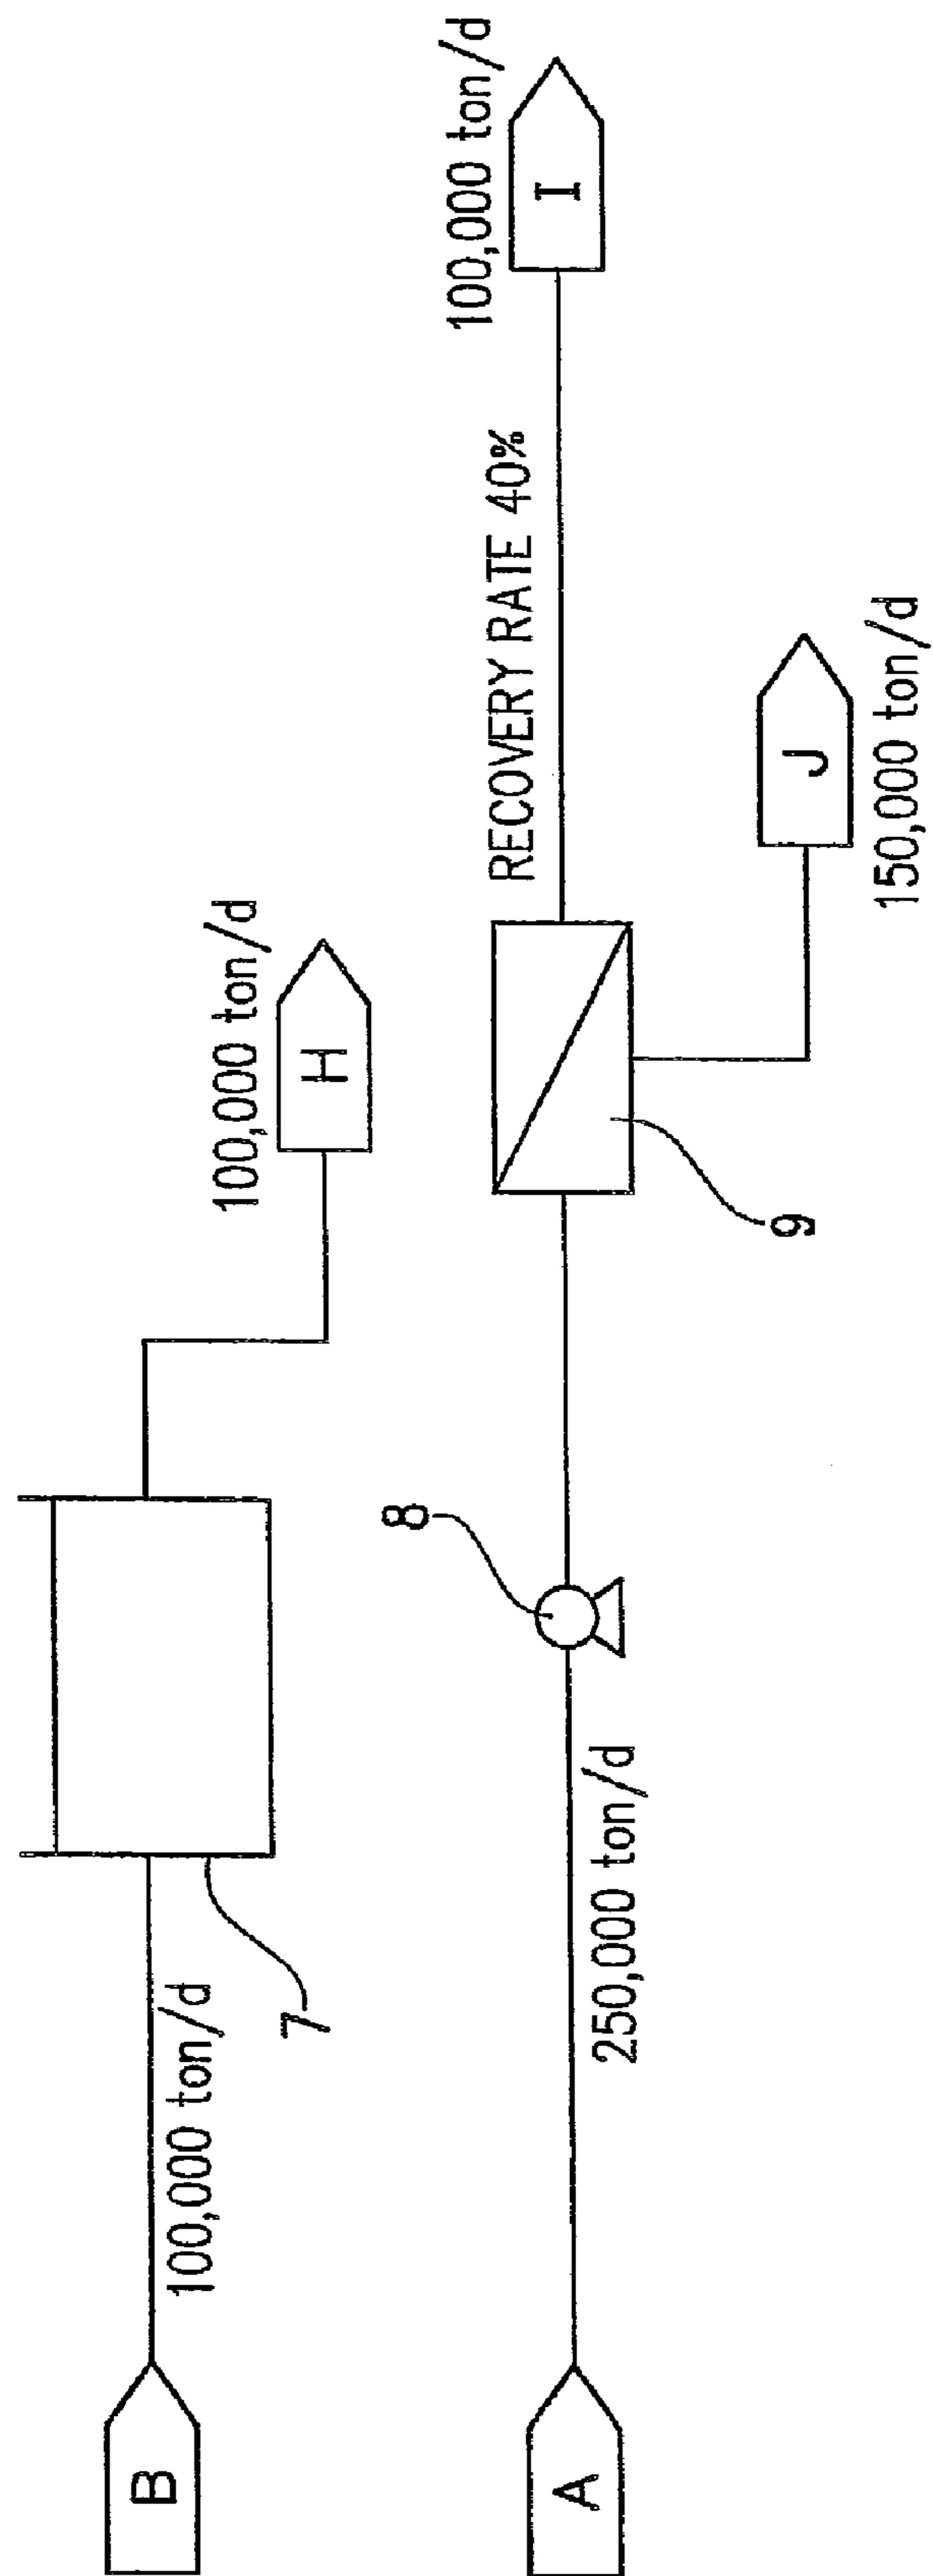 B
100,000 ton/d
7
100,000 ton/d
H
A
250,000 ton/d
8
9
RECOVERY RATE 40%
100,000 ton/d
I
J
150,000 ton/d